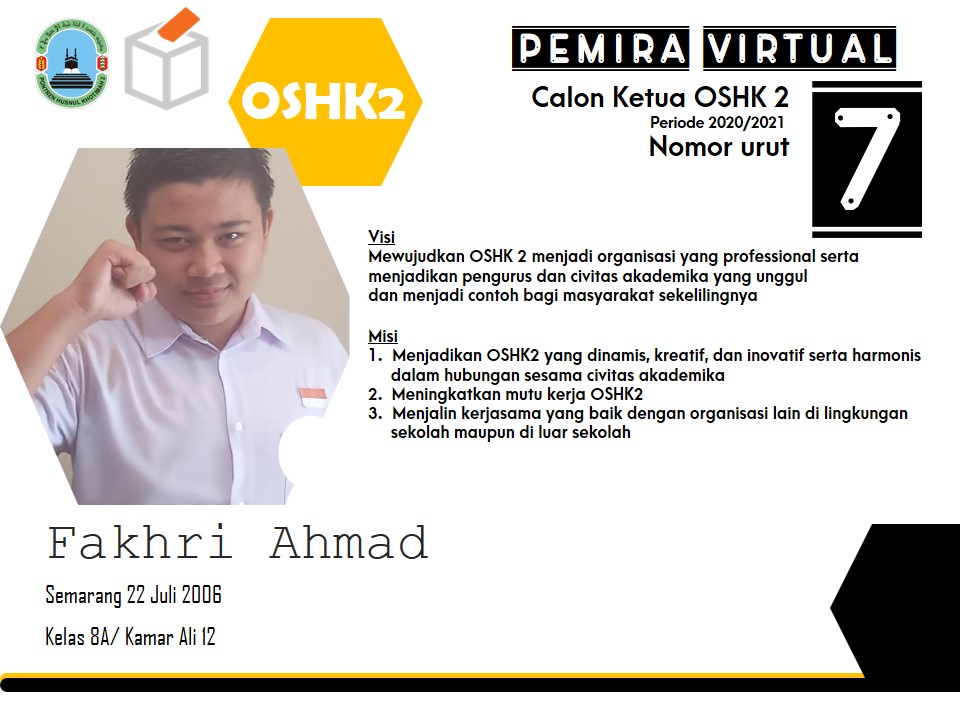 PONTREN HUSNUL KHOTIMAH 2
OSHK2
PEMIRA VIRTUAL
Calon Ketua OSHK 2
Periode 2020/2021
Nomor urut
7
Visi
Mewujudkan OSHK 2 menjadi organisasi yang professional serta
menjadikan pengurus dan civitas akademika yang unggul
dan menjadi contoh bagi masyarakat sekelilingnya
Misi
1. Menjadikan OSHK2 yang dinamis, kreatif, dan inovatif serta harmonis
dalam hubungan sesama civitas akademika
2. Meningkatkan mutu kerja OSHK2
3. Menjalin kerjasama yang baik dengan organisasi lain di lingkungan
sekolah maupun di luar sekolah
Fakhri Ahmad
Semarang 22 Juli 2006
Kelas 8A/ Kamar Ali 12